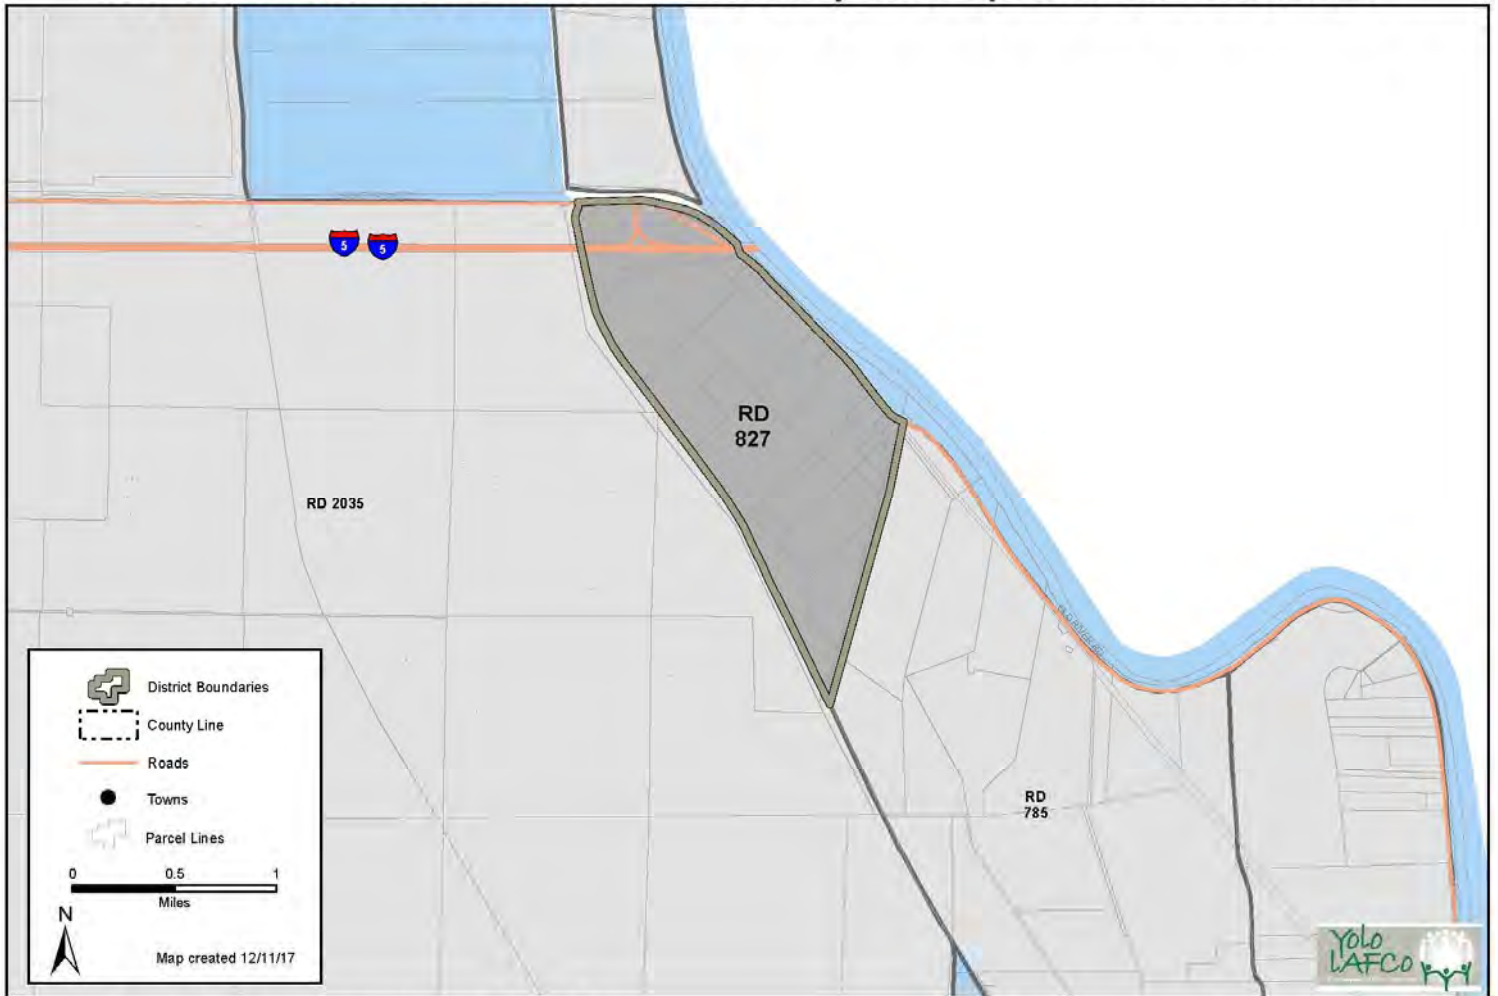 5
5
RD
827
RD 2035
RD
785
District Boundaries
County Line
Roads
Towns
Parcel Lines
0 0.5 1
Miles
N
Map created 12/11/17
YOLO
LAFCO